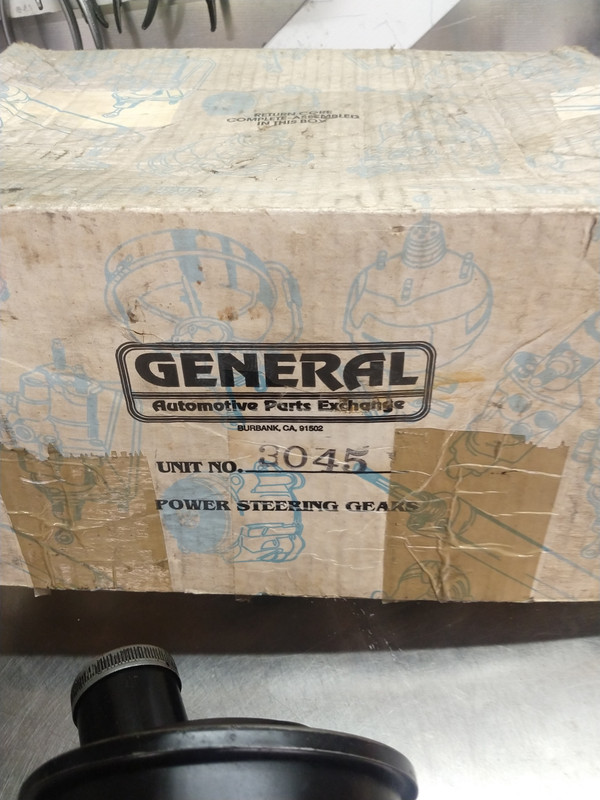 RETURN CORE
COMPLETE-ASSEMBLED
IN THIS BOX
GENERAL
Automotive Parts Exchange
BURBANK, CA, 91502
UNIT NO. 3045
POWER STEERING GEARS